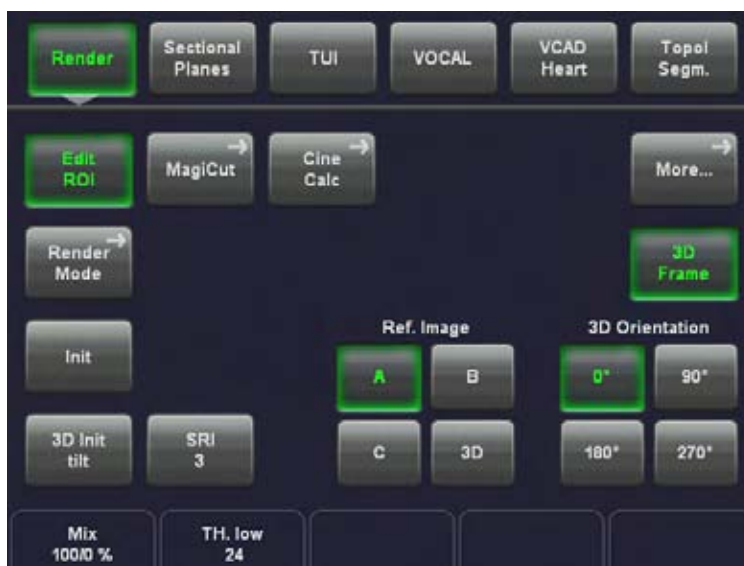 Render
Sectional
Planes
TUI
VOCAL
VCAD
Heart
Topol
Segm.
Edit
ROI
MagiCut
Cine
Calc
More...
Render
Mode
3D
Frame
Init
Ref. Image
3D Orientation
A
B
0°
90°
3D Init
tilt
SRI
3
C
3D
180°
270°
Mix
100/0 %
TH. low
24